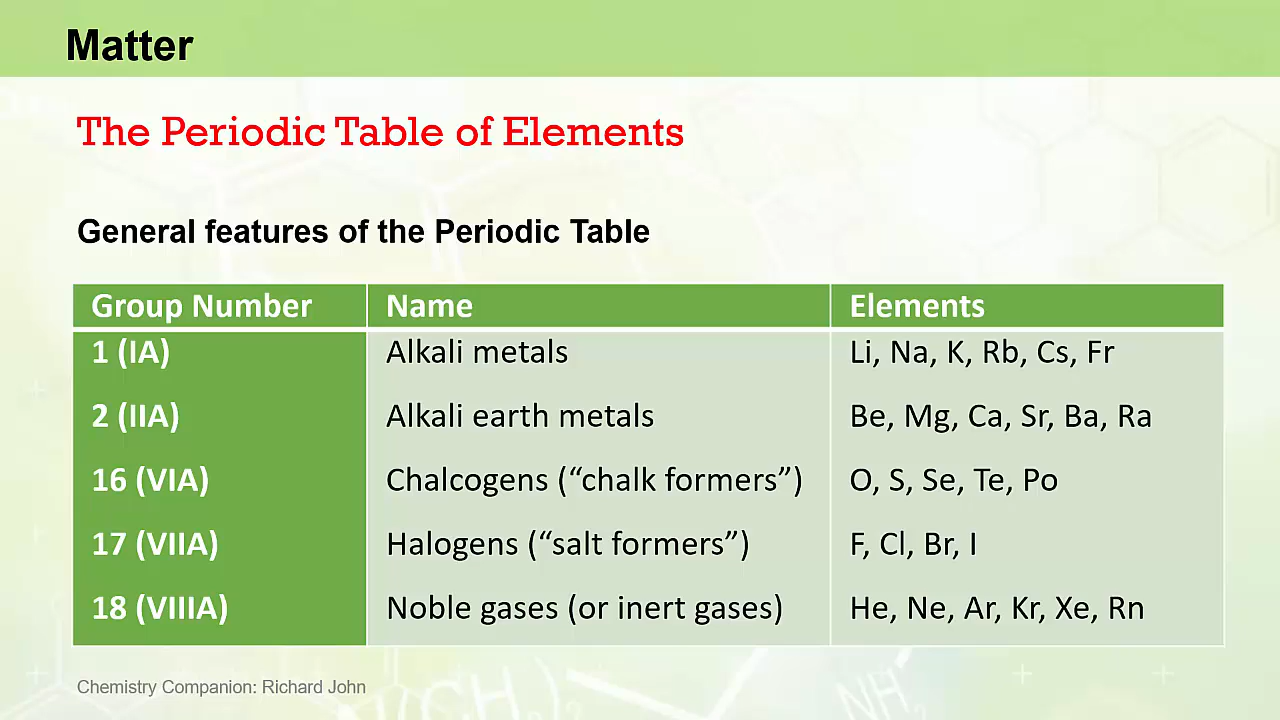 Matter
The Periodic Table of Elements
General features of the Periodic Table
Group Number Name Elements
1 (IA) Alkali metals Li, Na, K, Rb, Cs, Fr
2 (IIA) Alkali earth metals Be, Mg, Ca, Sr, Ba, Ra
16 (VIA) Chalcogens (“chalk formers”) O, S, Se, Te, Po
17 (VIIA) Halogens (“salt formers”) F, Cl, Br, I
18 (VIIIA) Noble gases (or inert gases) He, Ne, Ar, Kr, Xe, Rn
Chemistry Companion: Richard John